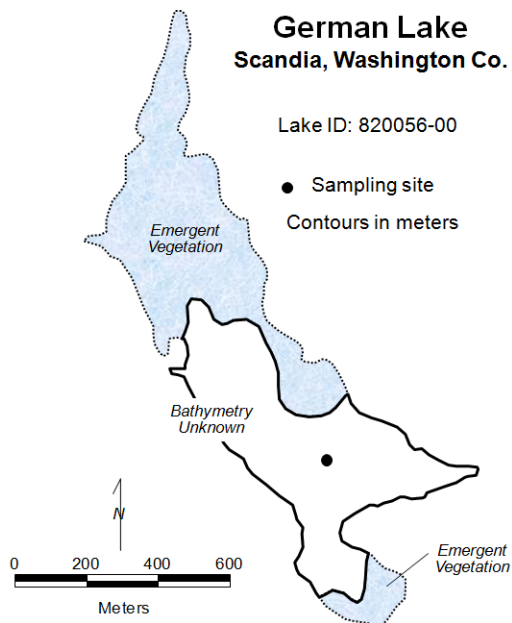 German Lake
Scandia, Washington Co.
Lake ID: 820056-00
Sampling site
Contours in meters
Emergent
Vegetation
Bathymetry
Unknown
N
0 200 400 600
Meters
Emergent
Vegetation